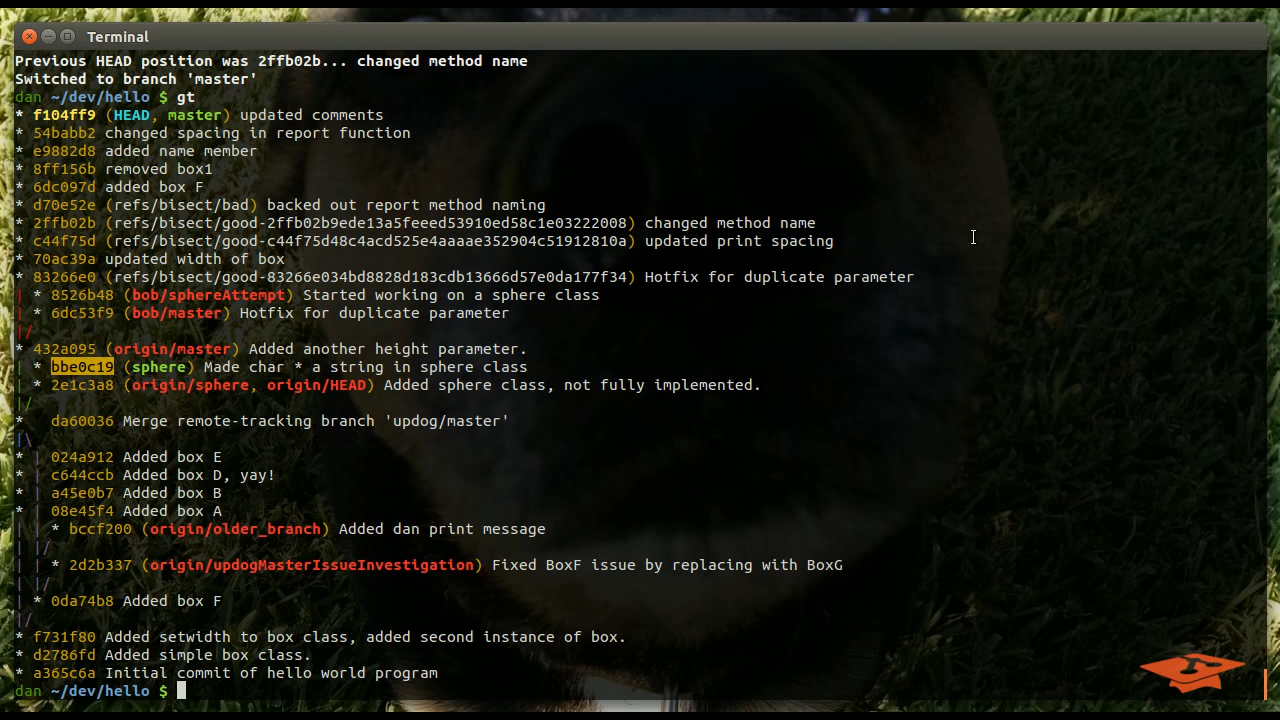 Terminal
Previous HEAD position was 2ffb02b... changed method name
Switched to branch 'master'
dan ~/dev/hello $ gt
* f104ff9 (HEAD, master) updated comments
* 54babb2 changed spacing in report function
* e9882d8 added name member
* 8ff156b removed box1
* 6dc097d added box F
* d70e52e (refs/bisect/bad) backed out report method naming
* 2ffb02b (refs/bisect/good-2ffb02b9ede13a5feeed53910ed58c1e03222008) changed method name
* c44f75d (refs/bisect/good-c44f75d48c4acd525e4aaaae352904c51912810a) updated print spacing
* 70ac39a updated width of box
* 83266e0 (refs/bisect/good-83266e034bd8828d183cdb13666d57e0da177f34) Hotfix for duplicate parameter
| * 8526b48 (bob/sphereAttempt) Started working on a sphere class
| * 6dc53f9 (bob/master) Hotfix for duplicate parameter
|/
* 432a095 (origin/master) Added another height parameter.
| * bbe0c19 (sphere) Made char * a string in sphere class
| * 2e1c3a8 (origin/sphere, origin/HEAD) Added sphere class, not fully implemented.
|/
*   da60036 Merge remote-tracking branch 'updog/master'
|\
* | 024a912 Added box E
* | c644ccb Added box D, yay!
* | a45e0b7 Added box B
* | 08e45f4 Added box A
| | * bccf200 (origin/older_branch) Added dan print message
| |/
| | * 2d2b337 (origin/updogMasterIssueInvestigation) Fixed BoxF issue by replacing with BoxG
| |/
| * 0da74b8 Added box F
|/
* f731f80 Added setwidth to box class, added second instance of box.
* d2786fd Added simple box class.
* a365c6a Initial commit of hello world program
dan ~/dev/hello $